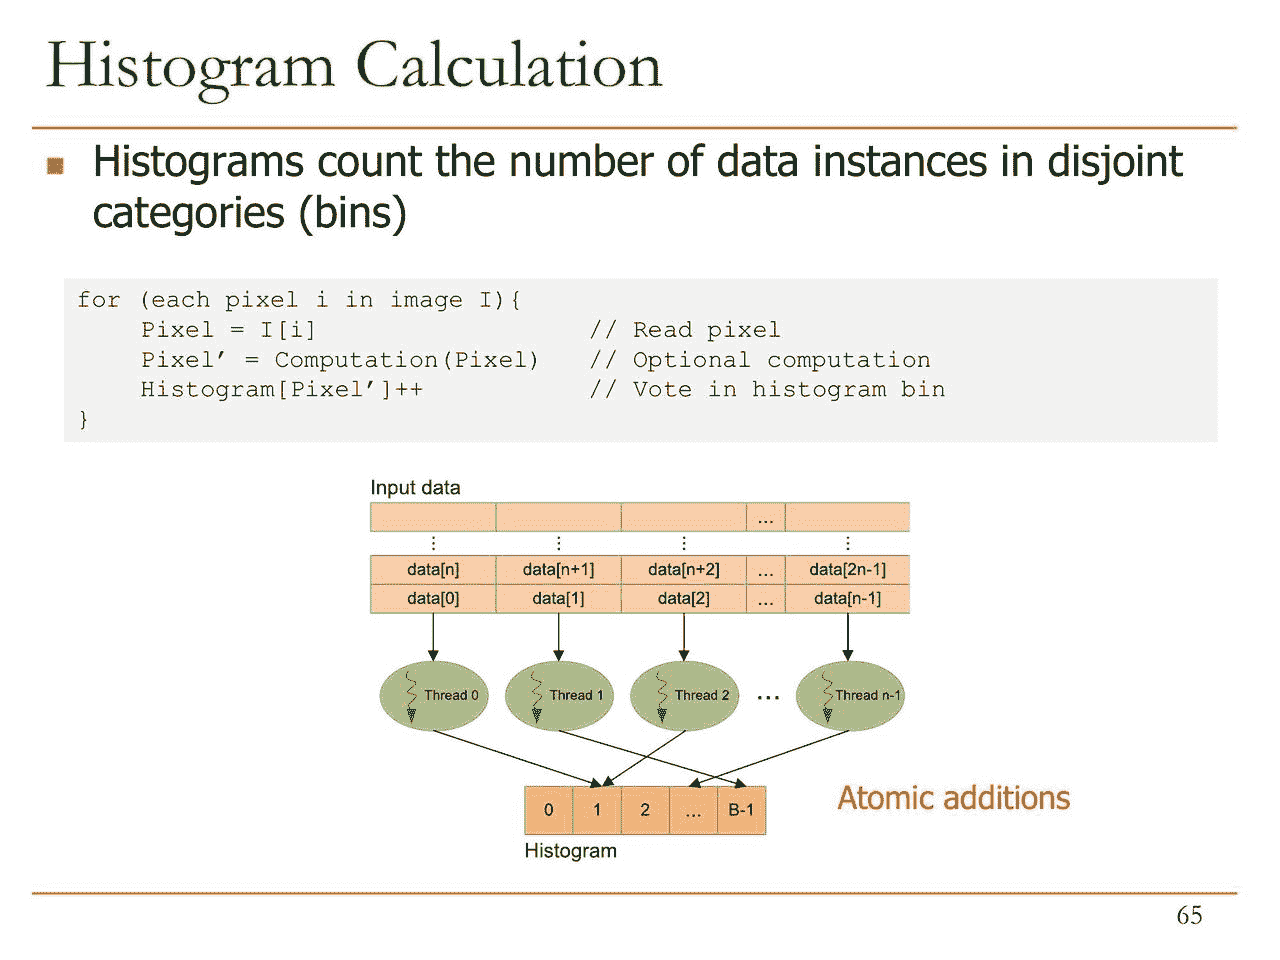 Histogram Calculation
Histograms count the number of data instances in disjoint
categories (bins)
for (each pixel i in image I){
Pixel = I[i] // Read pixel
Pixel’ = Computation(Pixel) // Optional computation
Histogram[Pixel’]++ // Vote in histogram bin
}
Input data
...
data[n] data[n+1] data[n+2] ... data[2n-1]
data[0] data[1] data[2] ... data[n-1]
Thread 0 Thread 1 Thread 2 ... Thread n-1
0 1 2 ... B-1
Atomic additions
Histogram
65